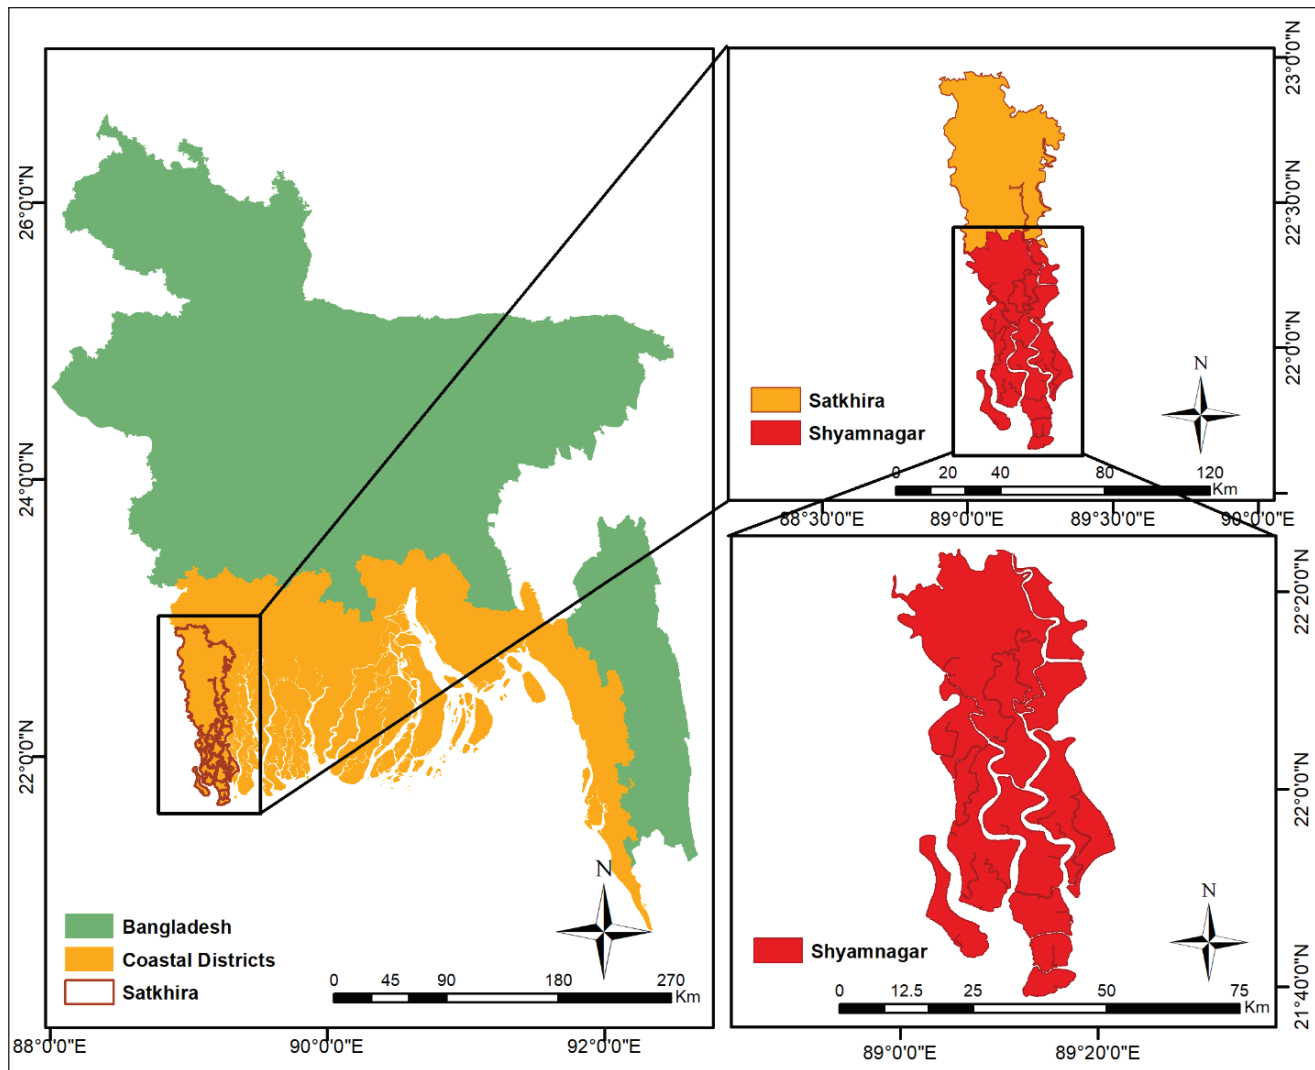 26°0'0"N
24°0'0"N
22°0'0"N
88°0'0"E
90°0'0"E
92°0'0"E
N
Bangladesh
Coastal Districts
Satkhira
0 45 90 180 270
Km
23°0'0"N
22°30'0"N
22°0'0"N
N
Satkhira
Shyamnagar
0 20 40 80 120
Km
88°30'0"E
89°0'0"E
89°30'0"E
90°0'0"E
22°20'0"N
22°0'0"N
21°40'0"N
N
Shyamnagar
0 12.5 25 50 75
Km
89°0'0"E
89°20'0"E